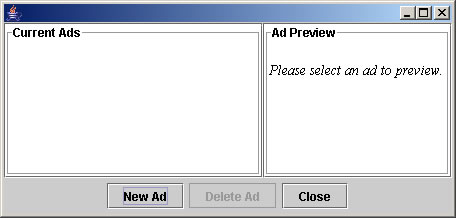 Current Ads
Ad Preview
Please select an ad to preview.
New Ad
Delete Ad
Close